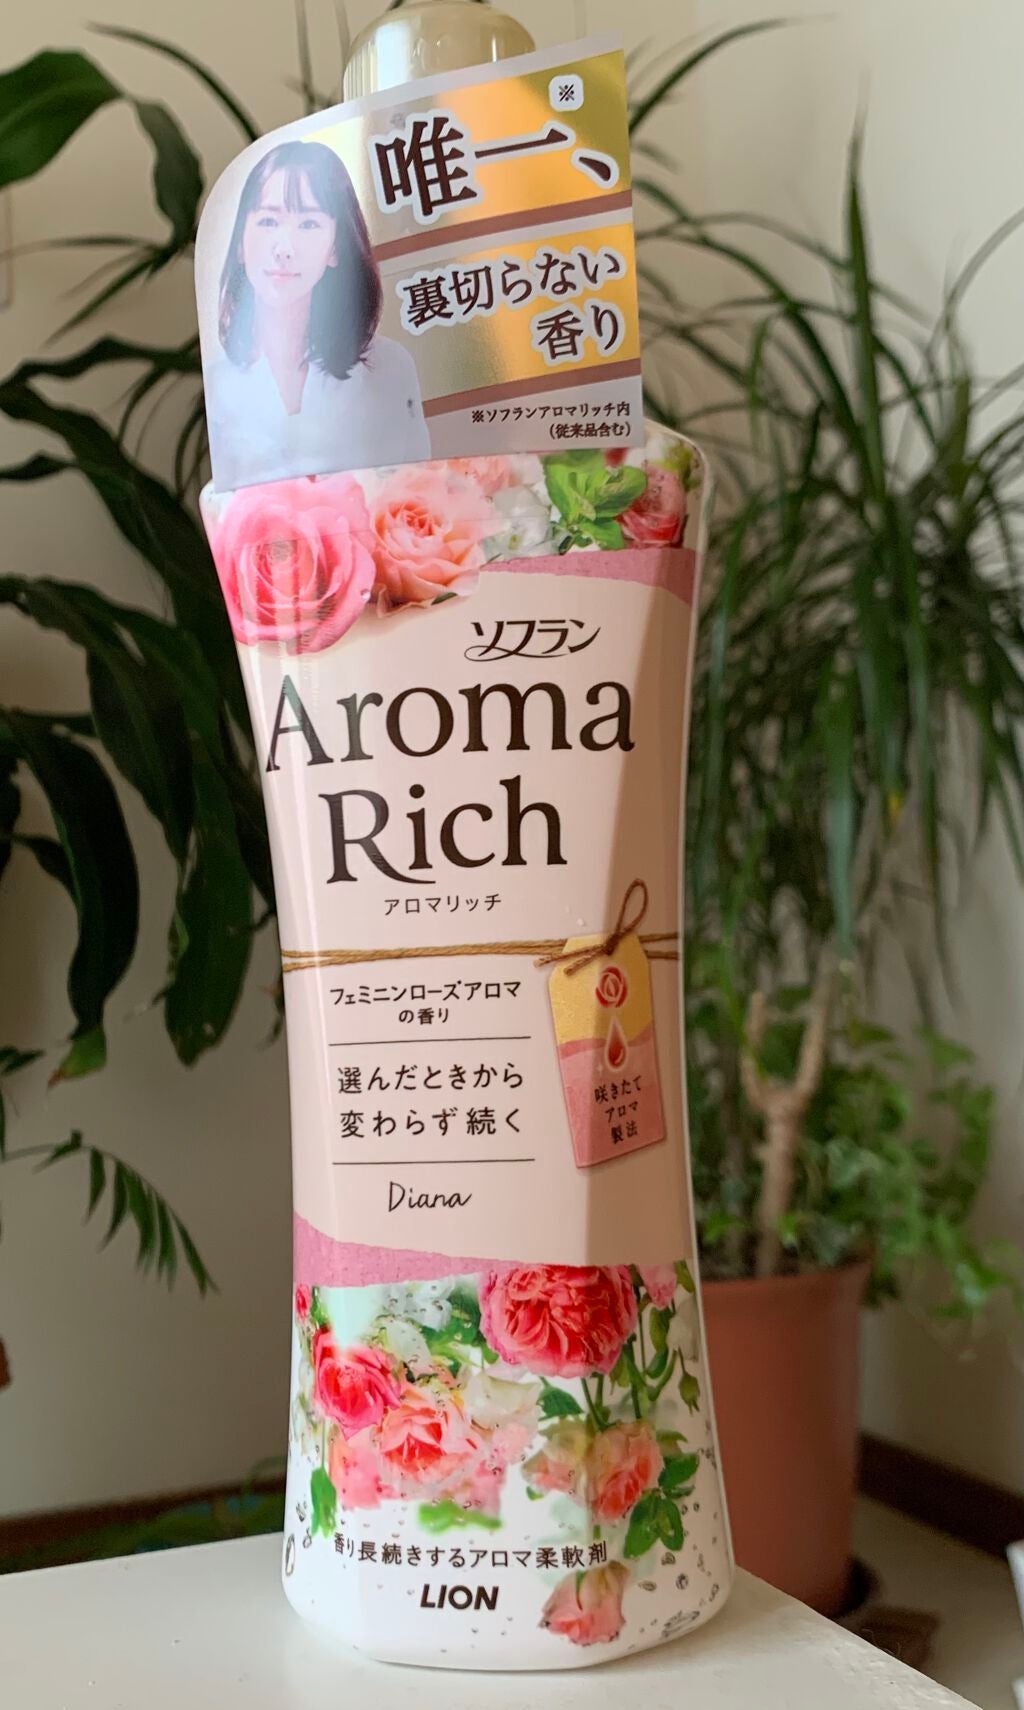 ※
唯一、
裏切らない
香り
※ソフランアロマリッチ内
(従来品含む)
ソフラン
Aroma
Rich
アロマリッチ
フェミニンローズアロマ
の香り
選んだときから
変わらず続く
Diana
咲きたて
アロマ
製法
香り長続きするアロマ柔軟剤
LION